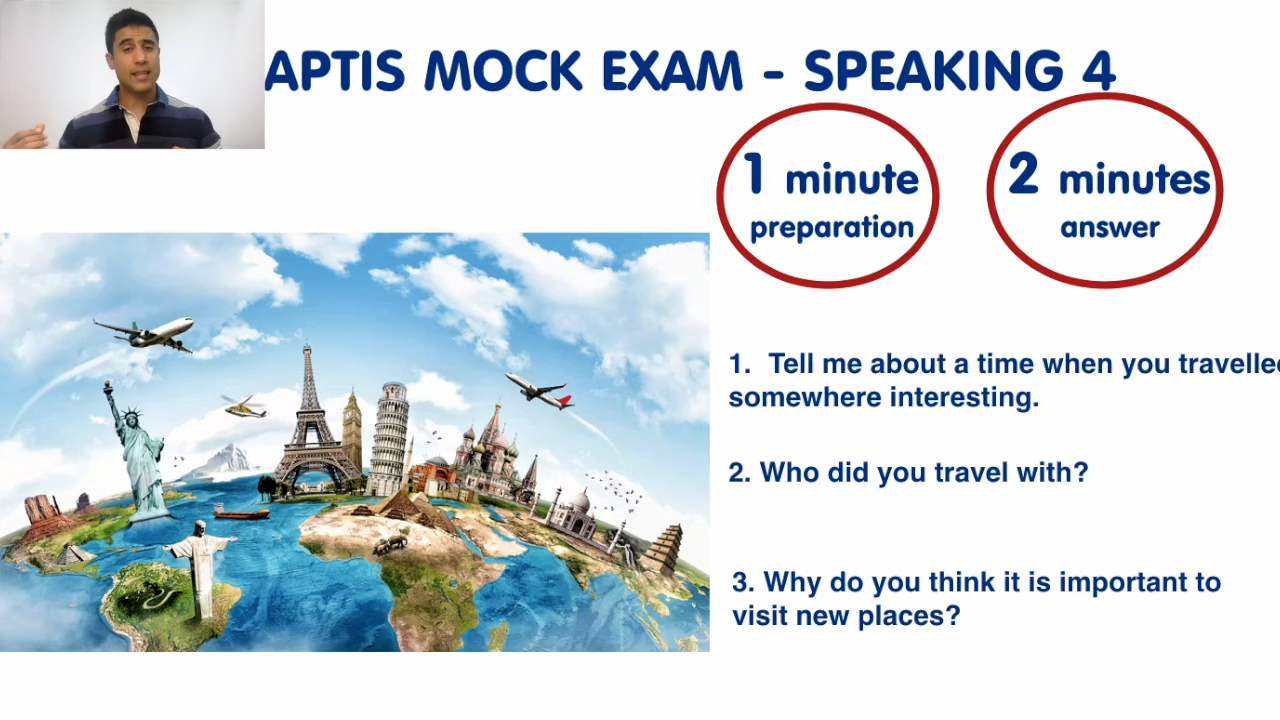 APTIS MOCK EXAM - SPEAKING 4
1 minute
preparation
2 minutes
answer
1. Tell me about a time when you travelled
somewhere interesting.
2. Who did you travel with?
3. Why do you think it is important to
visit new places?